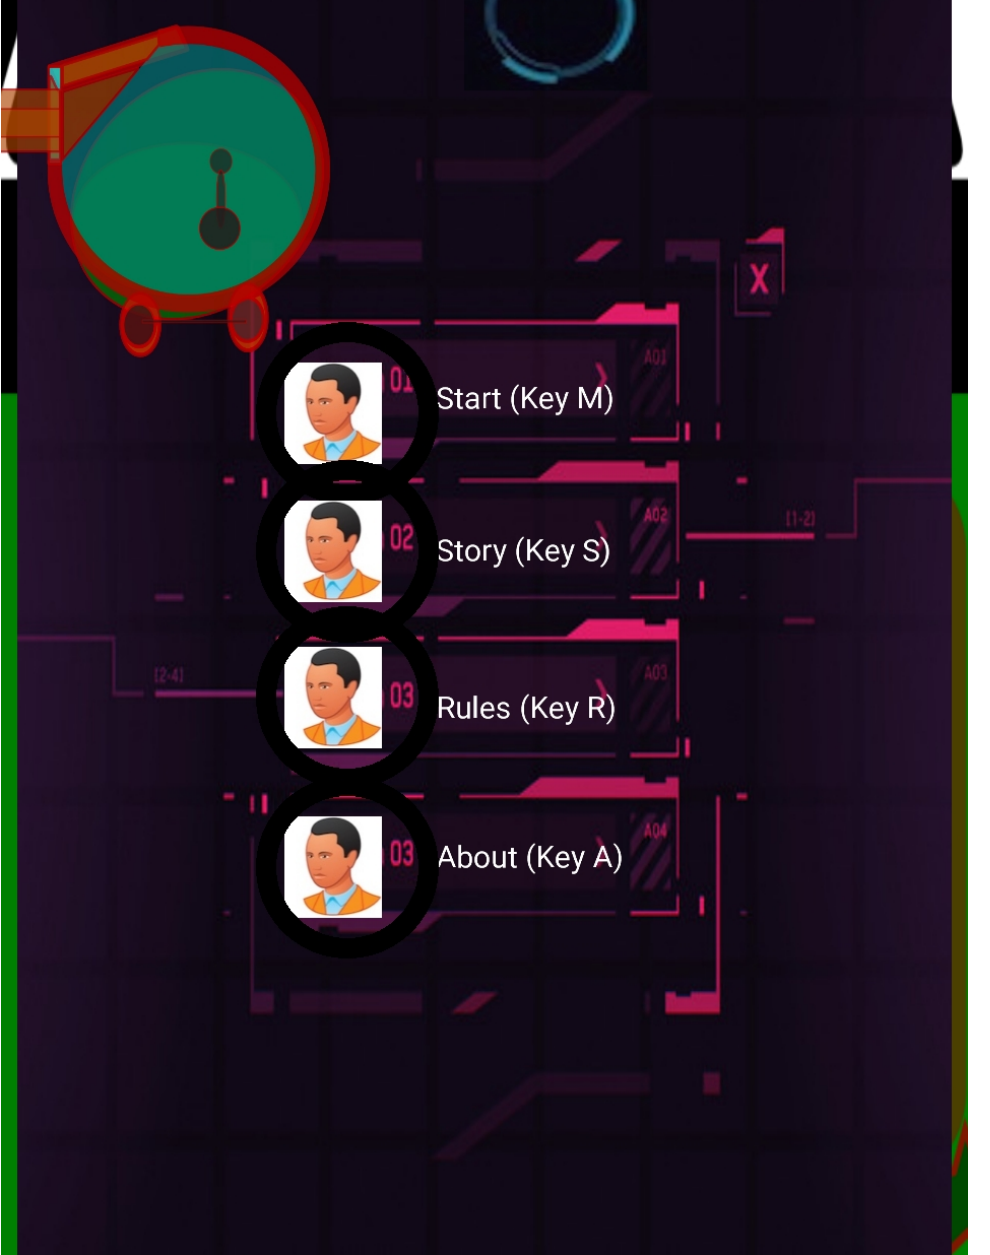 X
A01
01
Start (Key M)
A02
02
Story (Key S)
[1-2]
[2-4]
A03
03
Rules (Key R)
A04
03
About (Key A)